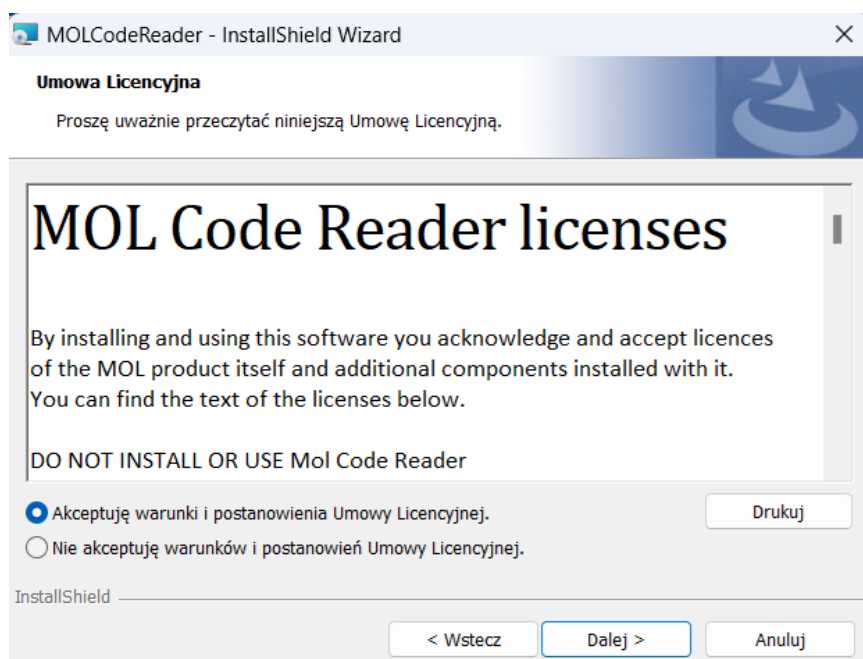 MOLCodeReader - InstallShield Wizard
Umowa Licencyjna
Proszę uważnie przeczytać niniejszą Umowę Licencyjną.
MOL Code Reader licenses
By installing and using this software you acknowledge and accept licences
of the MOL product itself and additional components installed with it.
You can find the text of the licenses below.
DO NOT INSTALL OR USE Mol Code Reader
Akceptuję warunki i postanowienia Umowy Licencyjnej.
Drukuj
Nie akceptuję warunków i postanowień Umowy Licencyjnej.
InstallShield
< Wstecz
Dalej >
Anuluj